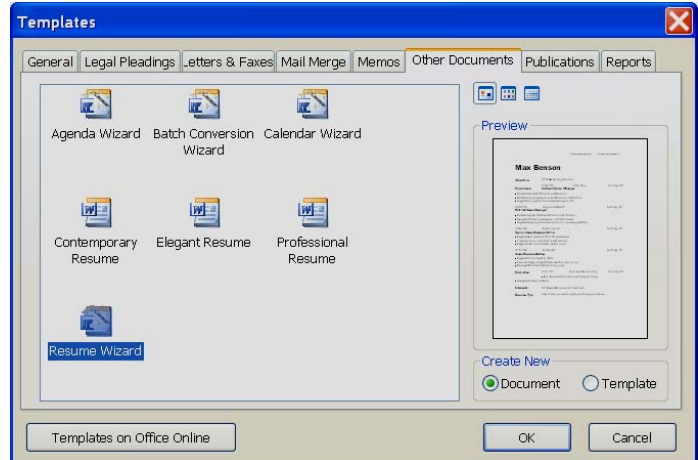 Templates
General Legal Pleadings Letters & Faxes Mail Merge Memos Other Documents Publications Reports
Agenda Wizard
Batch Conversion
Wizard
Calendar Wizard
Contemporary
Resume
Elegant Resume
Professional
Resume
Resume Wizard
Preview
Max Benson
Create New
Document
Template
Templates on Office Online
OK
Cancel